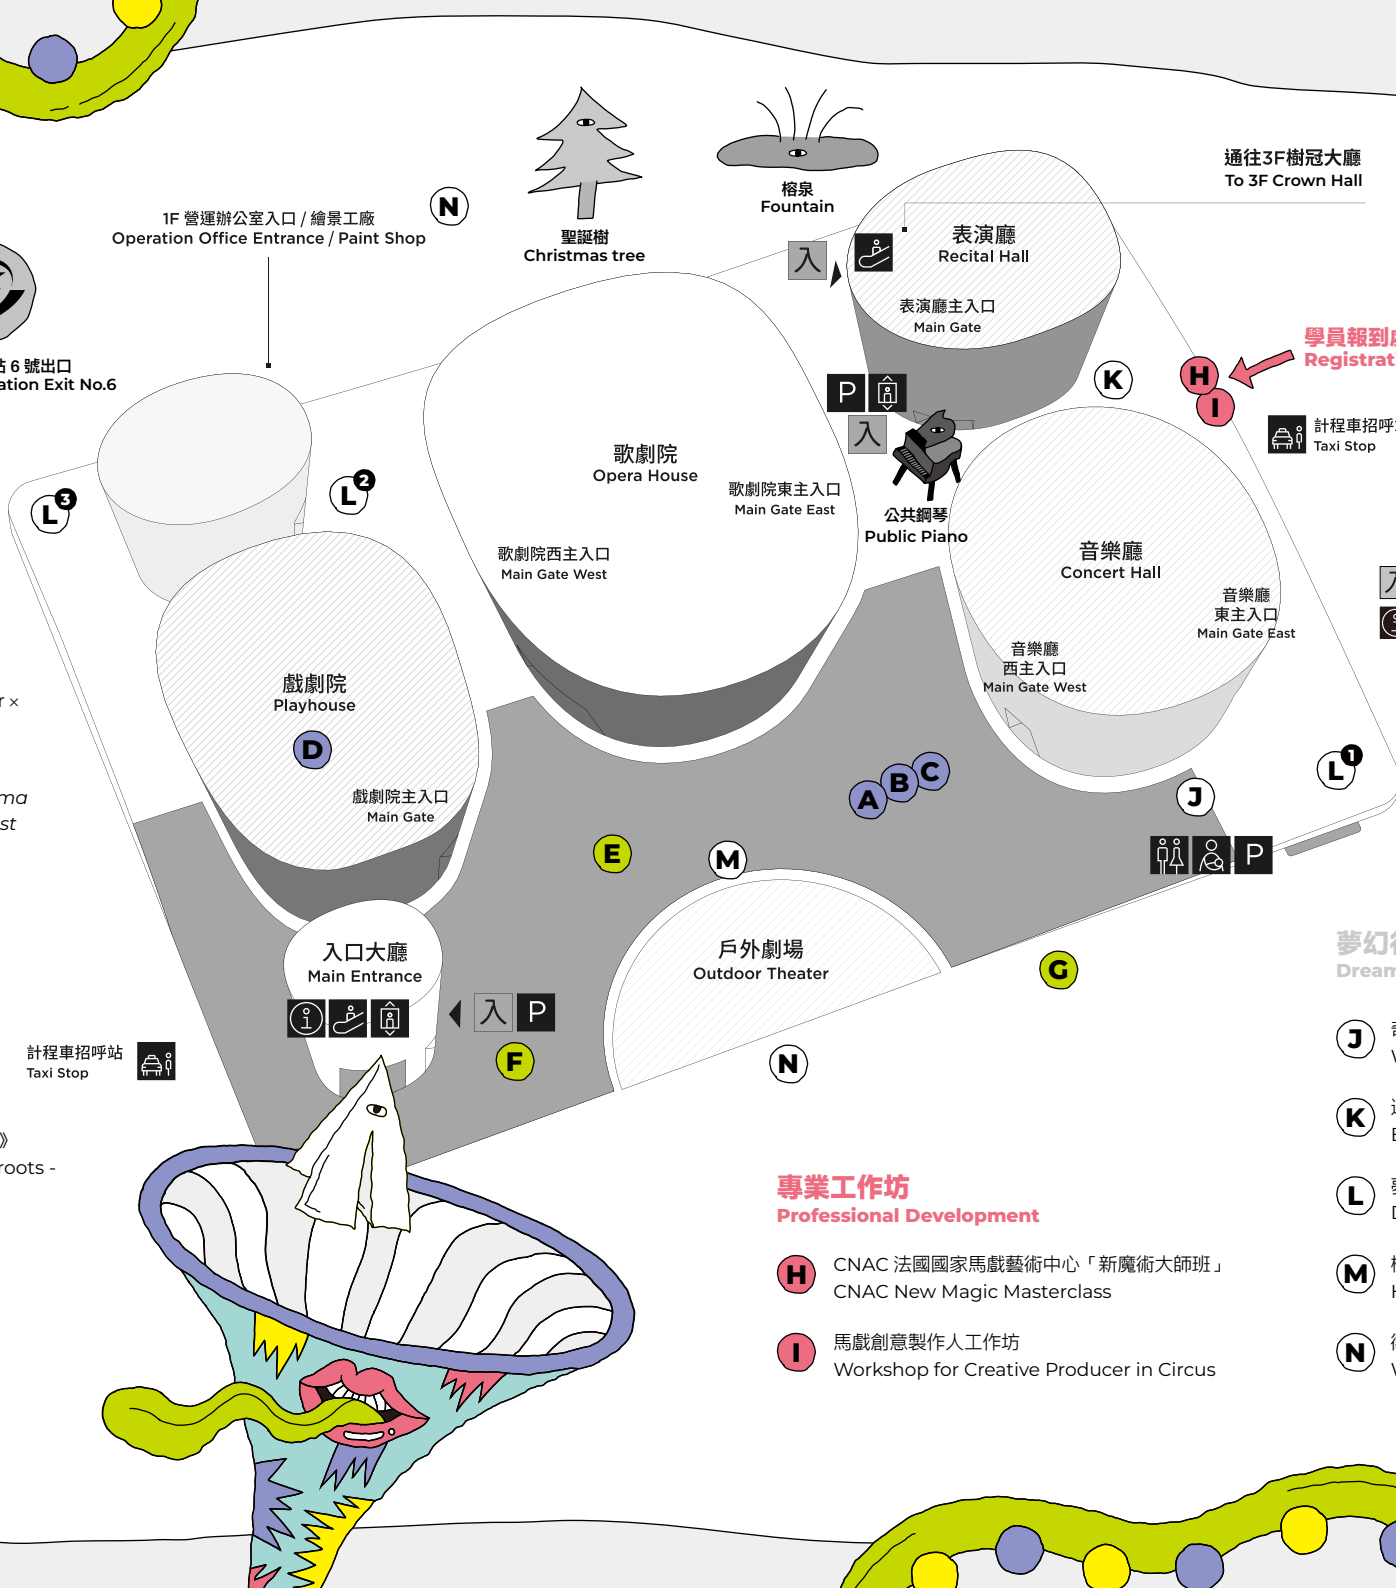 通往3F樹冠大廳
To 3F Crown Hall
榕泉
Fountain
N
1F 營運辦公室入口 / 繪景工廠
Operation Office Entrance / Paint Shop
聖誕樹
Christmas tree
表演廳
Recital Hall
入
表演廳主入口
Main Gate
6 號出口
Exit No.6
學員報到
K
H
I
P
入
計程車招呼
Taxi Stop
歌劇院
Opera House
歌劇院東主入口
Main Gate East
L2
L3
公共鋼琴
Public Piano
歌劇院西主入口
Main Gate West
音樂廳
Concert Hall
音樂廳
東主入口
Main Gate East
音樂廳
西主入口
Main Gate West
戲劇院
Playhouse
D
戲劇院主入口
Main Gate
A
B
C
J
L1
E
M
P
入口大廳
Main Entrance
戶外劇場
Outdoor Theater
G
入
P
F
N
計程車招呼站
Taxi Stop
夢幻
Dream
J
K
L
M
N
》
roots -
專業工作坊
Professional Development
H
CNAC 法國國家馬戲藝術中心「新魔術大師班」
CNAC New Magic Masterclass
I
馬戲創意製作人工作坊
Workshop for Creative Producer in Circus